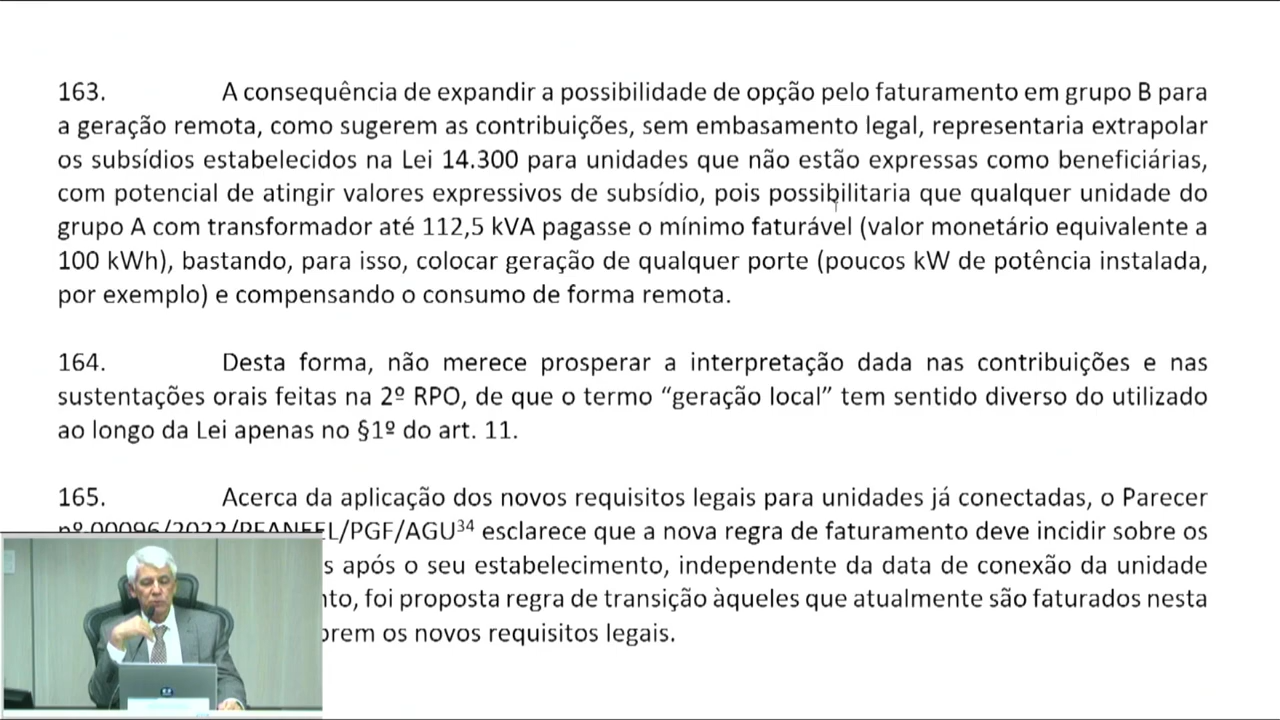 163. A consequência de expandir a possibilidade de opção pelo faturamento em grupo B para
a geração remota, como sugerem as contribuições, sem embasamento legal, representaria extrapolar
os subsídios estabelecidos na Lei 14.300 para unidades que não estão expressas como beneficiárias,
com potencial de atingir valores expressivos de subsídio, pois possibilitaria que qualquer unidade do
grupo A com transformador até 112,5 kVA pagasse o mínimo faturável (valor monetário equivalente a
100 kWh), bastando, para isso, colocar geração de qualquer porte (poucos kW de potência instalada,
por exemplo) e compensando o consumo de forma remota.
164. Desta forma, não merece prosperar a interpretação dada nas contribuições e nas
sustentações orais feitas na 2º RPO, de que o termo “geração local” tem sentido diverso do utilizado
ao longo da Lei apenas no §1º do art. 11.
165. Acerca da aplicação dos novos requisitos legais para unidades já conectadas, o Parecer
nº 00096/2022/PFANEEL/PGF/AGU³⁴ esclarece que a nova regra de faturamento deve incidir sobre os
s após o seu estabelecimento, independente da data de conexão da unidade
nto, foi proposta regra de transição àqueles que atualmente são faturados nesta
prem os novos requisitos legais.